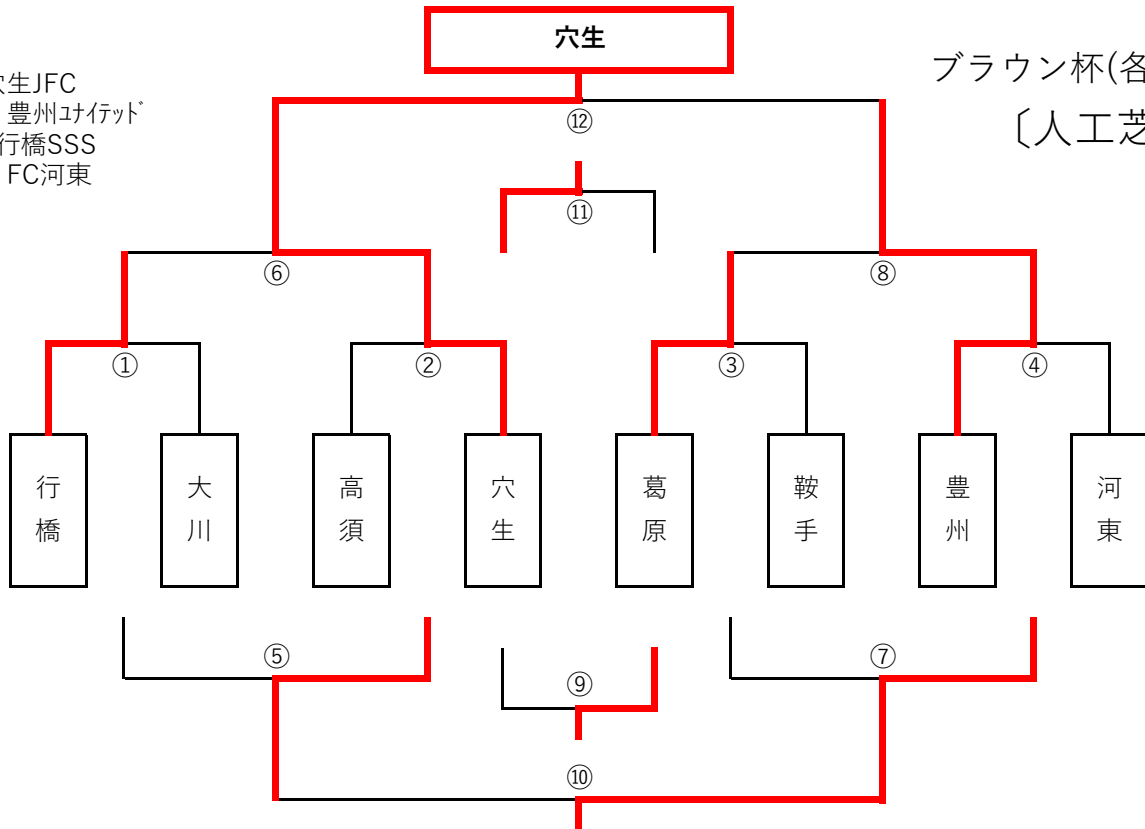 穴生
穴生JFC
豊州ﾕﾅｲﾃｯﾄﾞ
行橋SSS
FC河東
ブラウン杯(各
〔人工芝
⑫
⑪
⑥
⑧
①
②
③
④
行橋
大川
高須
穴生
葛原
鞍手
豊州
河東
⑤
⑨
⑦
⑩